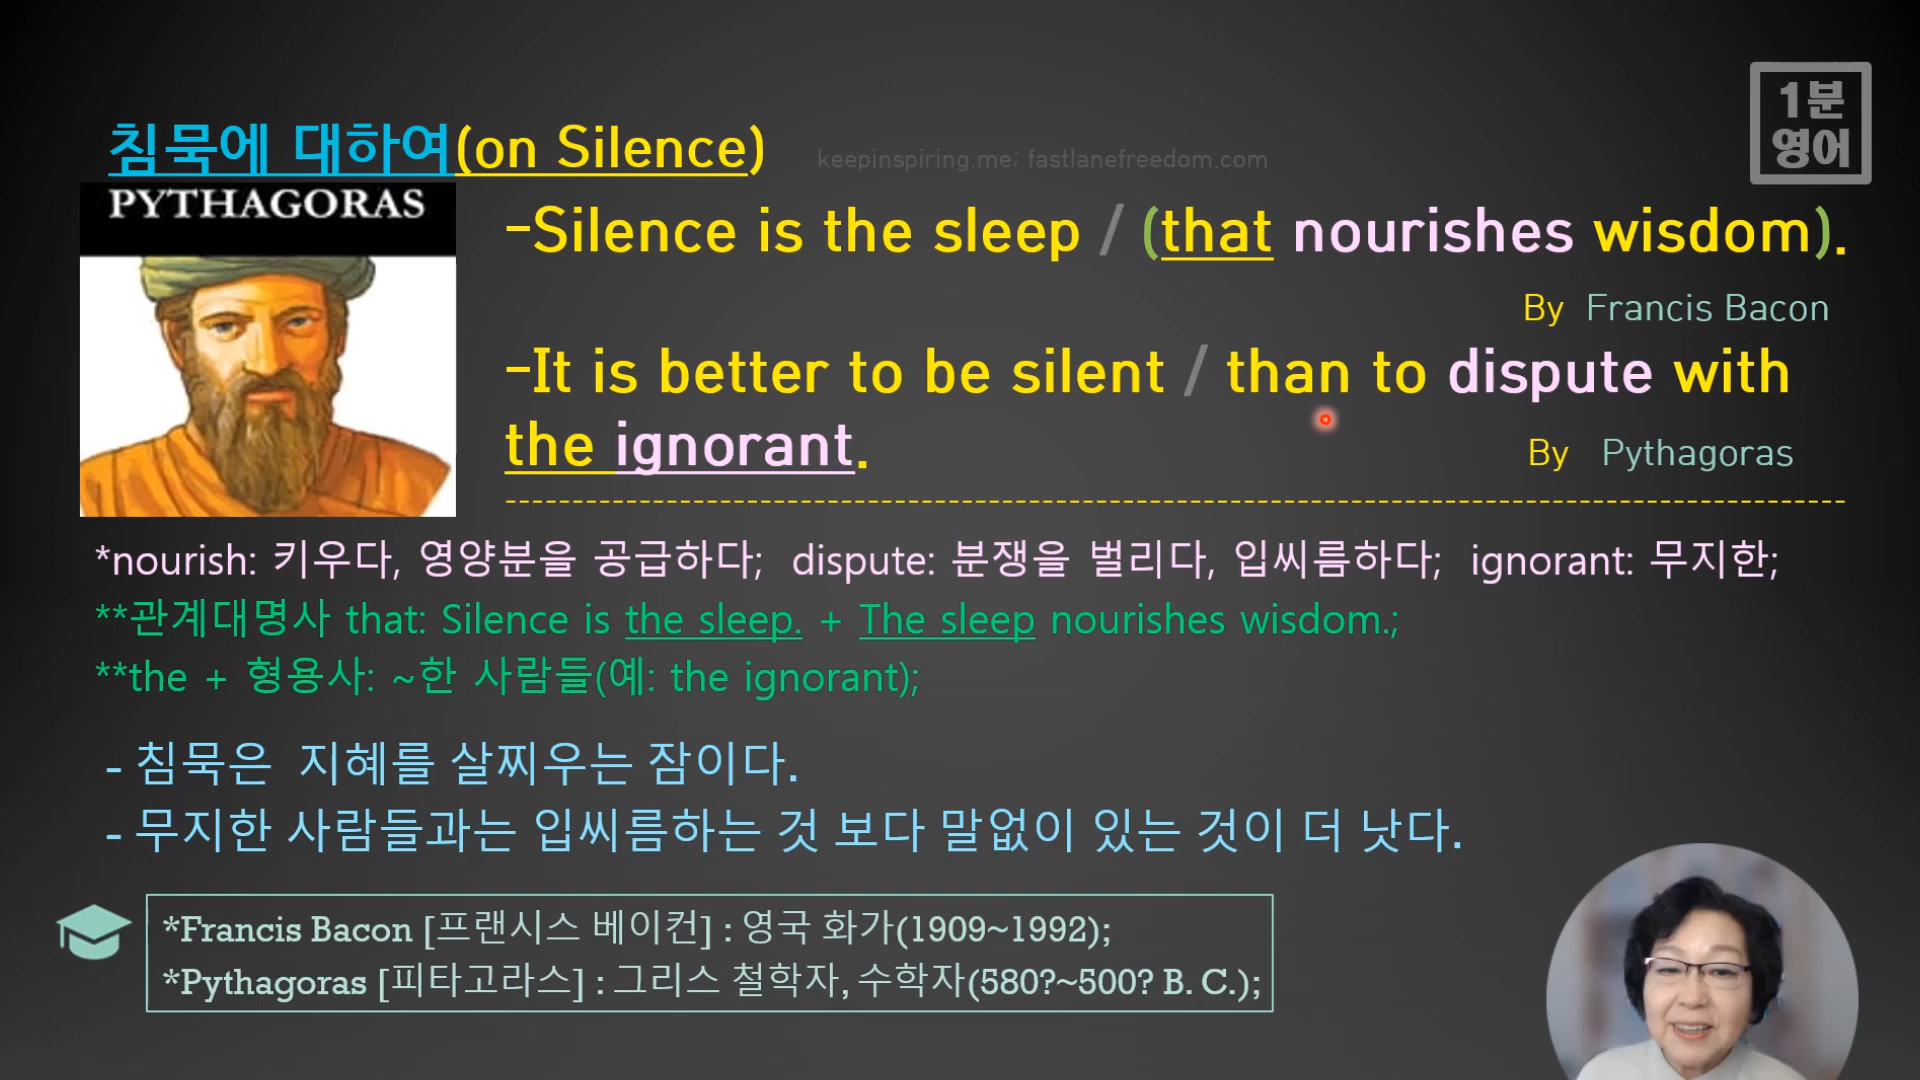 1분
영어
침묵에 대하여(on Silence)
keepinspiring.me; fastlanefreedom.com
PYTHAGORAS
-Silence is the sleep / (that nourishes wisdom).
By Francis Bacon
-It is better to be silent / than to dispute with
the ignorant.
By Pythagoras
*nourish: 키우다, 영양분을 공급하다; dispute: 분쟁을 벌리다, 입씨름하다; ignorant: 무지한;
**관계대명사 that: Silence is the sleep. + The sleep nourishes wisdom.;
**the + 형용사: ~한 사람들(예: the ignorant);
- 침묵은 지혜를 살찌우는 잠이다.
- 무지한 사람들과는 입씨름하는 것 보다 말없이 있는 것이 더 낫다.
*Francis Bacon [프랜시스 베이컨] : 영국 화가(1909~1992);
*Pythagoras [피타고라스] : 그리스 철학자, 수학자(580?~500? B. C.);